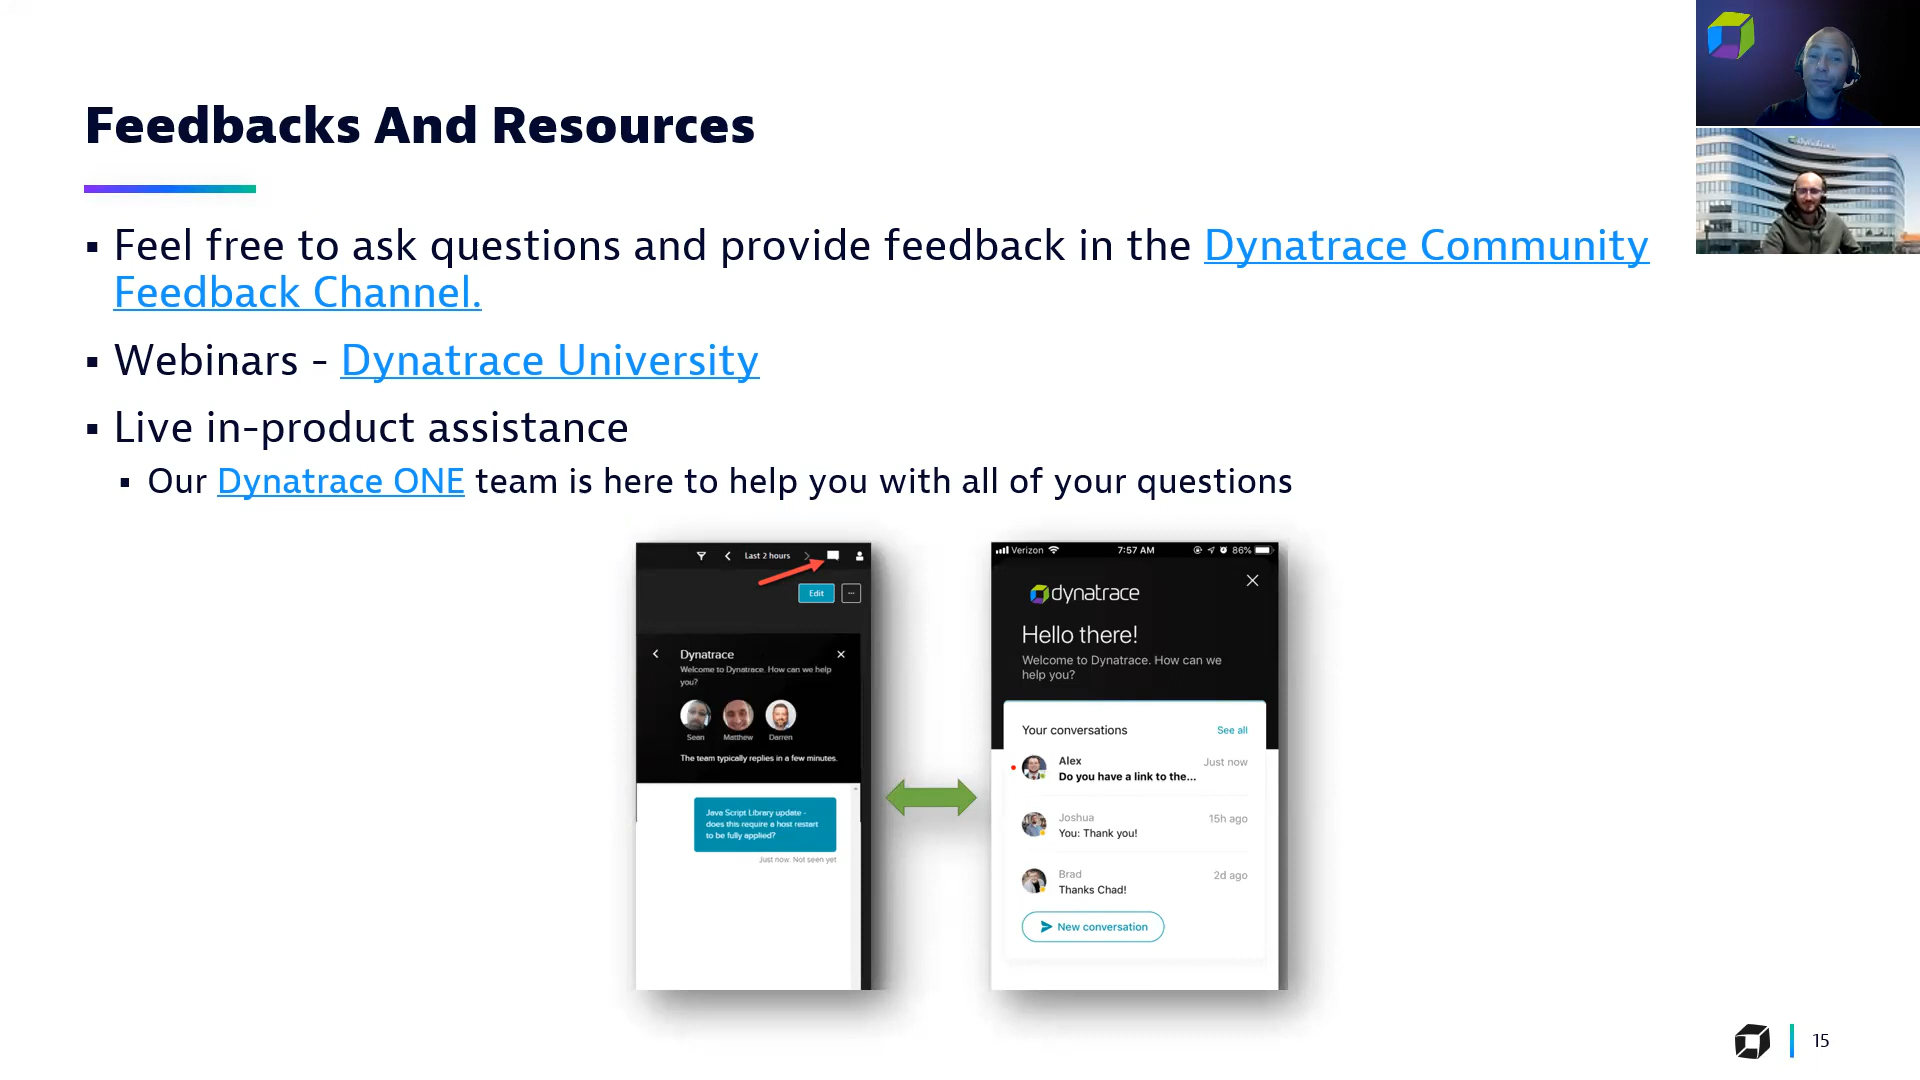 Feedbacks And Resources
▪ Feel free to ask questions and provide feedback in the Dynatrace Community
Feedback Channel.
▪ Webinars - Dynatrace University
▪ Live in-product assistance
▪ Our Dynatrace ONE team is here to help you with all of your questions
Last 2 hours
Edit
...
Dynatrace
Welcome to Dynatrace. How can we help
you?
Sean Matthew Darren
The team typically replies in a few minutes.
Java Script Library update -
does this require a host restart
to be fully applied?
Just now. Not seen yet
Verizon 7:57 AM 86%
dynatrace
Hello there!
Welcome to Dynatrace. How can we
help you?
Your conversations See all
Alex Just now
Do you have a link to the...
Joshua 15h ago
You: Thank you!
Brad 2d ago
Thanks Chad!
New conversation
dynatrace
15